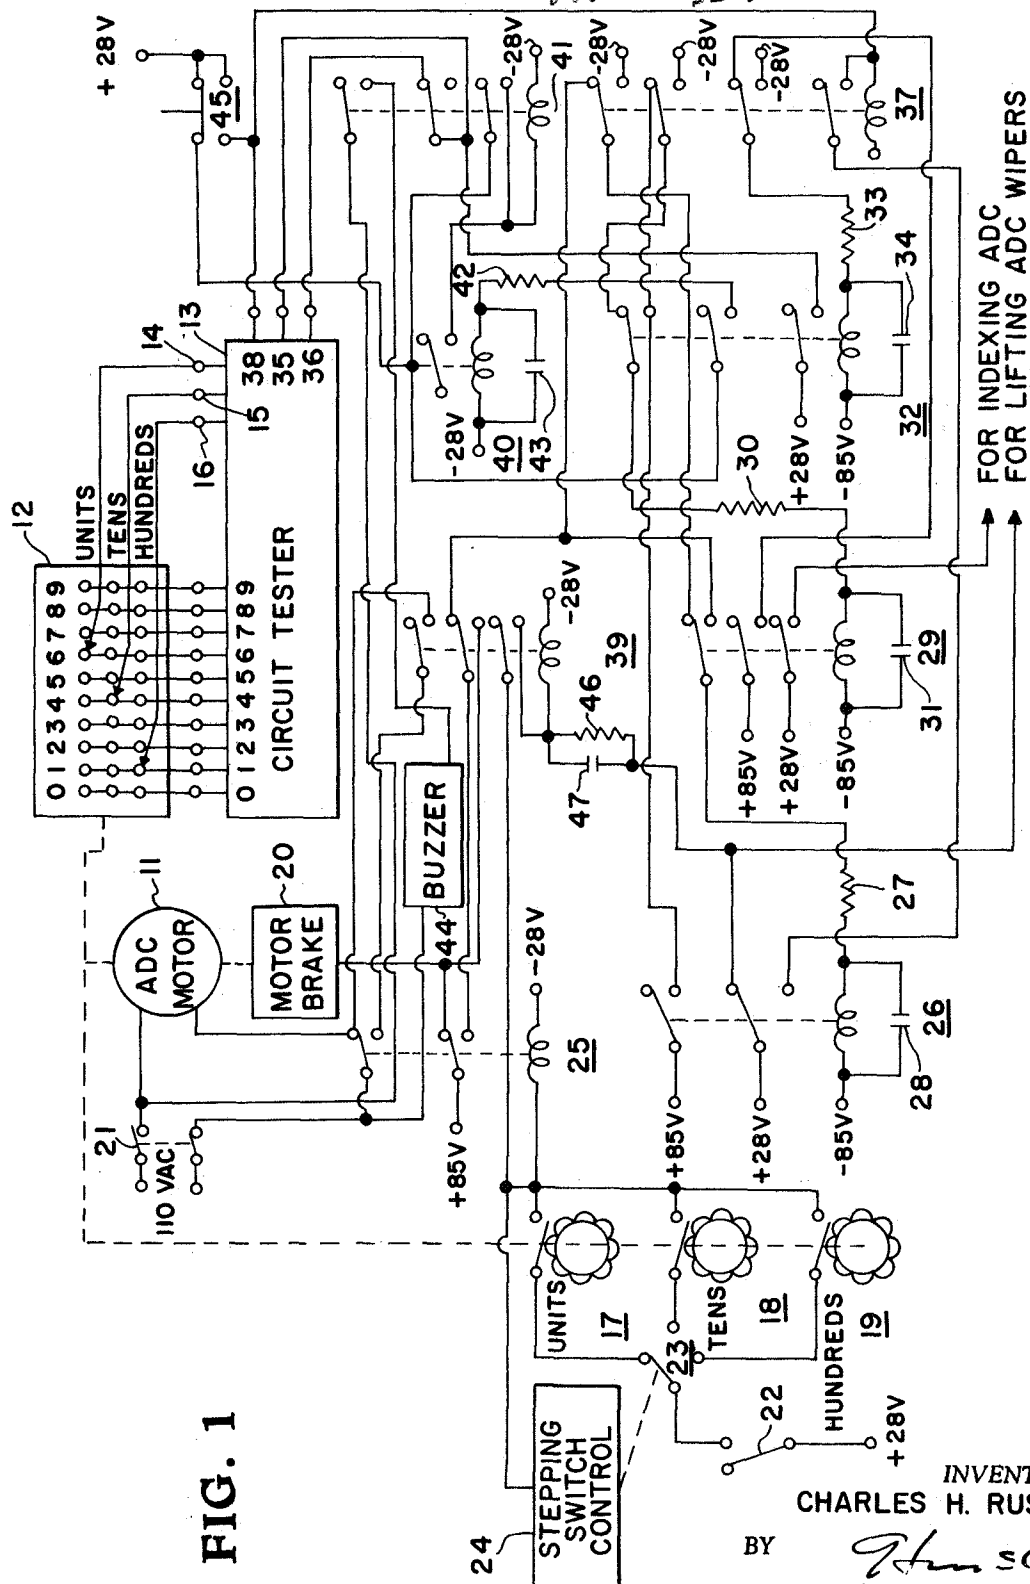 FIG. 1
12
0 1 2 3 4 5 6 7 8 9
UNITS
TENS
HUNDREDS
14
13
15
16
0 1 2 3 4 5 6 7 8 9
CIRCUIT TESTER
38
35
36
+ 28V
45
11
ADC
MOTOR
20
MOTOR
BRAKE
21
110 VAC
BUZZER
44
+85V
25
-28V
-28V
39
46
47
-28V
40
43
42
-28V
41
-28V
-28V
-28V
37
24
STEPPING
SWITCH
CONTROL
UNITS
17
23
TENS
18
HUNDREDS
19
22
+28V
+85V
+28V
-85V
28
26
27
+85V
+28V
-85V
31
29
30
+28V
-85V
32
34
33
FOR INDEXING ADC
FOR LIFTING ADC WIPERS
INVENT
CHARLES H. RUS
BY